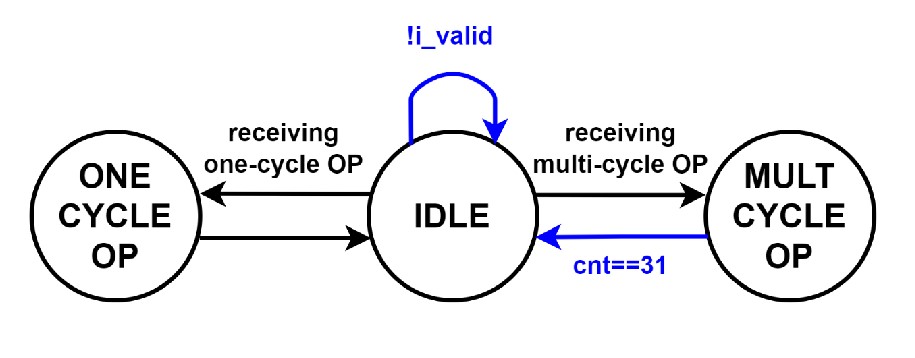 !i_valid
receiving
one-cycle OP
receiving
multi-cycle OP
ONE
CYCLE
OP
IDLE
MULT
CYCLE
OP
cnt==31